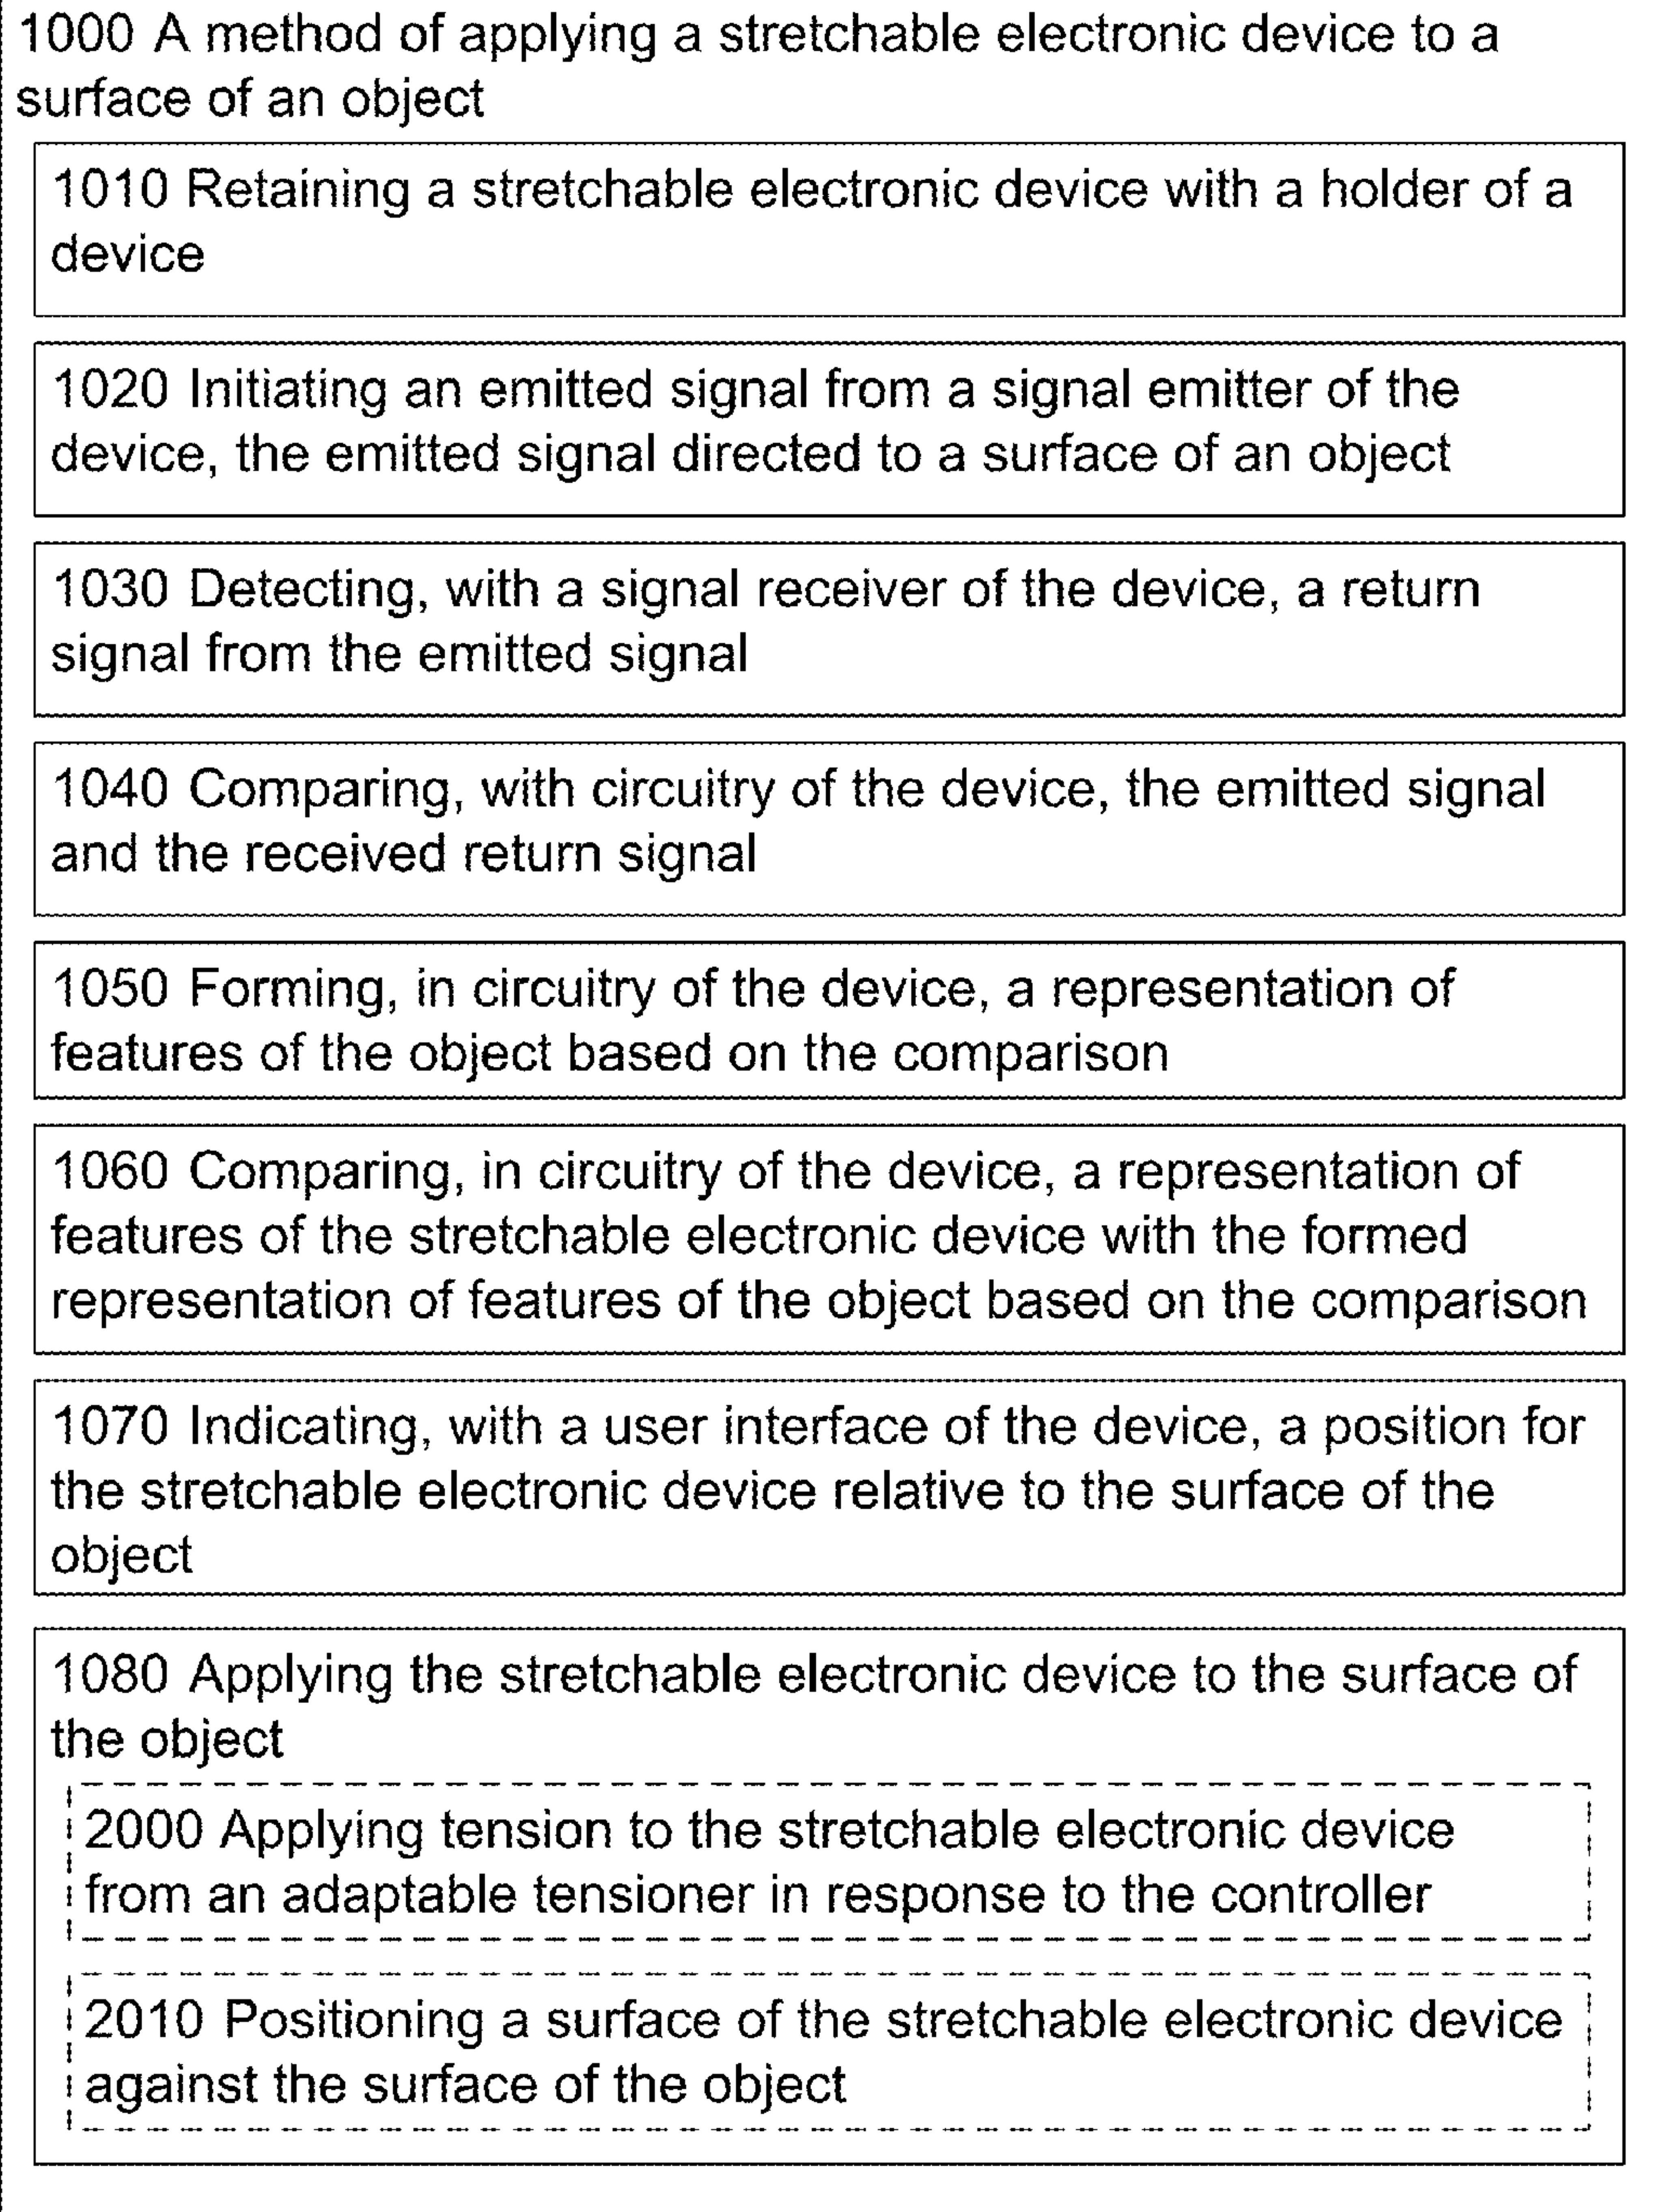 1000 A method of applying a stretchable electronic device to a
surface of an object
1010 Retaining a stretchable electronic device with a holder of a
device
1020 Initiating an emitted signal from a signal emitter of the
device, the emitted signal directed to a surface of an object
1030 Detecting, with a signal receiver of the device, a return
signal from the emitted signal
1040 Comparing, with circuitry of the device, the emitted signal
and the received return signal
1050 Forming, in circuitry of the device, a representation of
features of the object based on the comparison
1060 Comparing, in circuitry of the device, a representation of
features of the stretchable electronic device with the formed
representation of features of the object based on the comparison
1070 Indicating, with a user interface of the device, a position for
the stretchable electronic device relative to the surface of the
object
1080 Applying the stretchable electronic device to the surface of
the object
2000 Applying tension to the stretchable electronic device
from an adaptable tensioner in response to the controller
2010 Positioning a surface of the stretchable electronic device
against the surface of the object